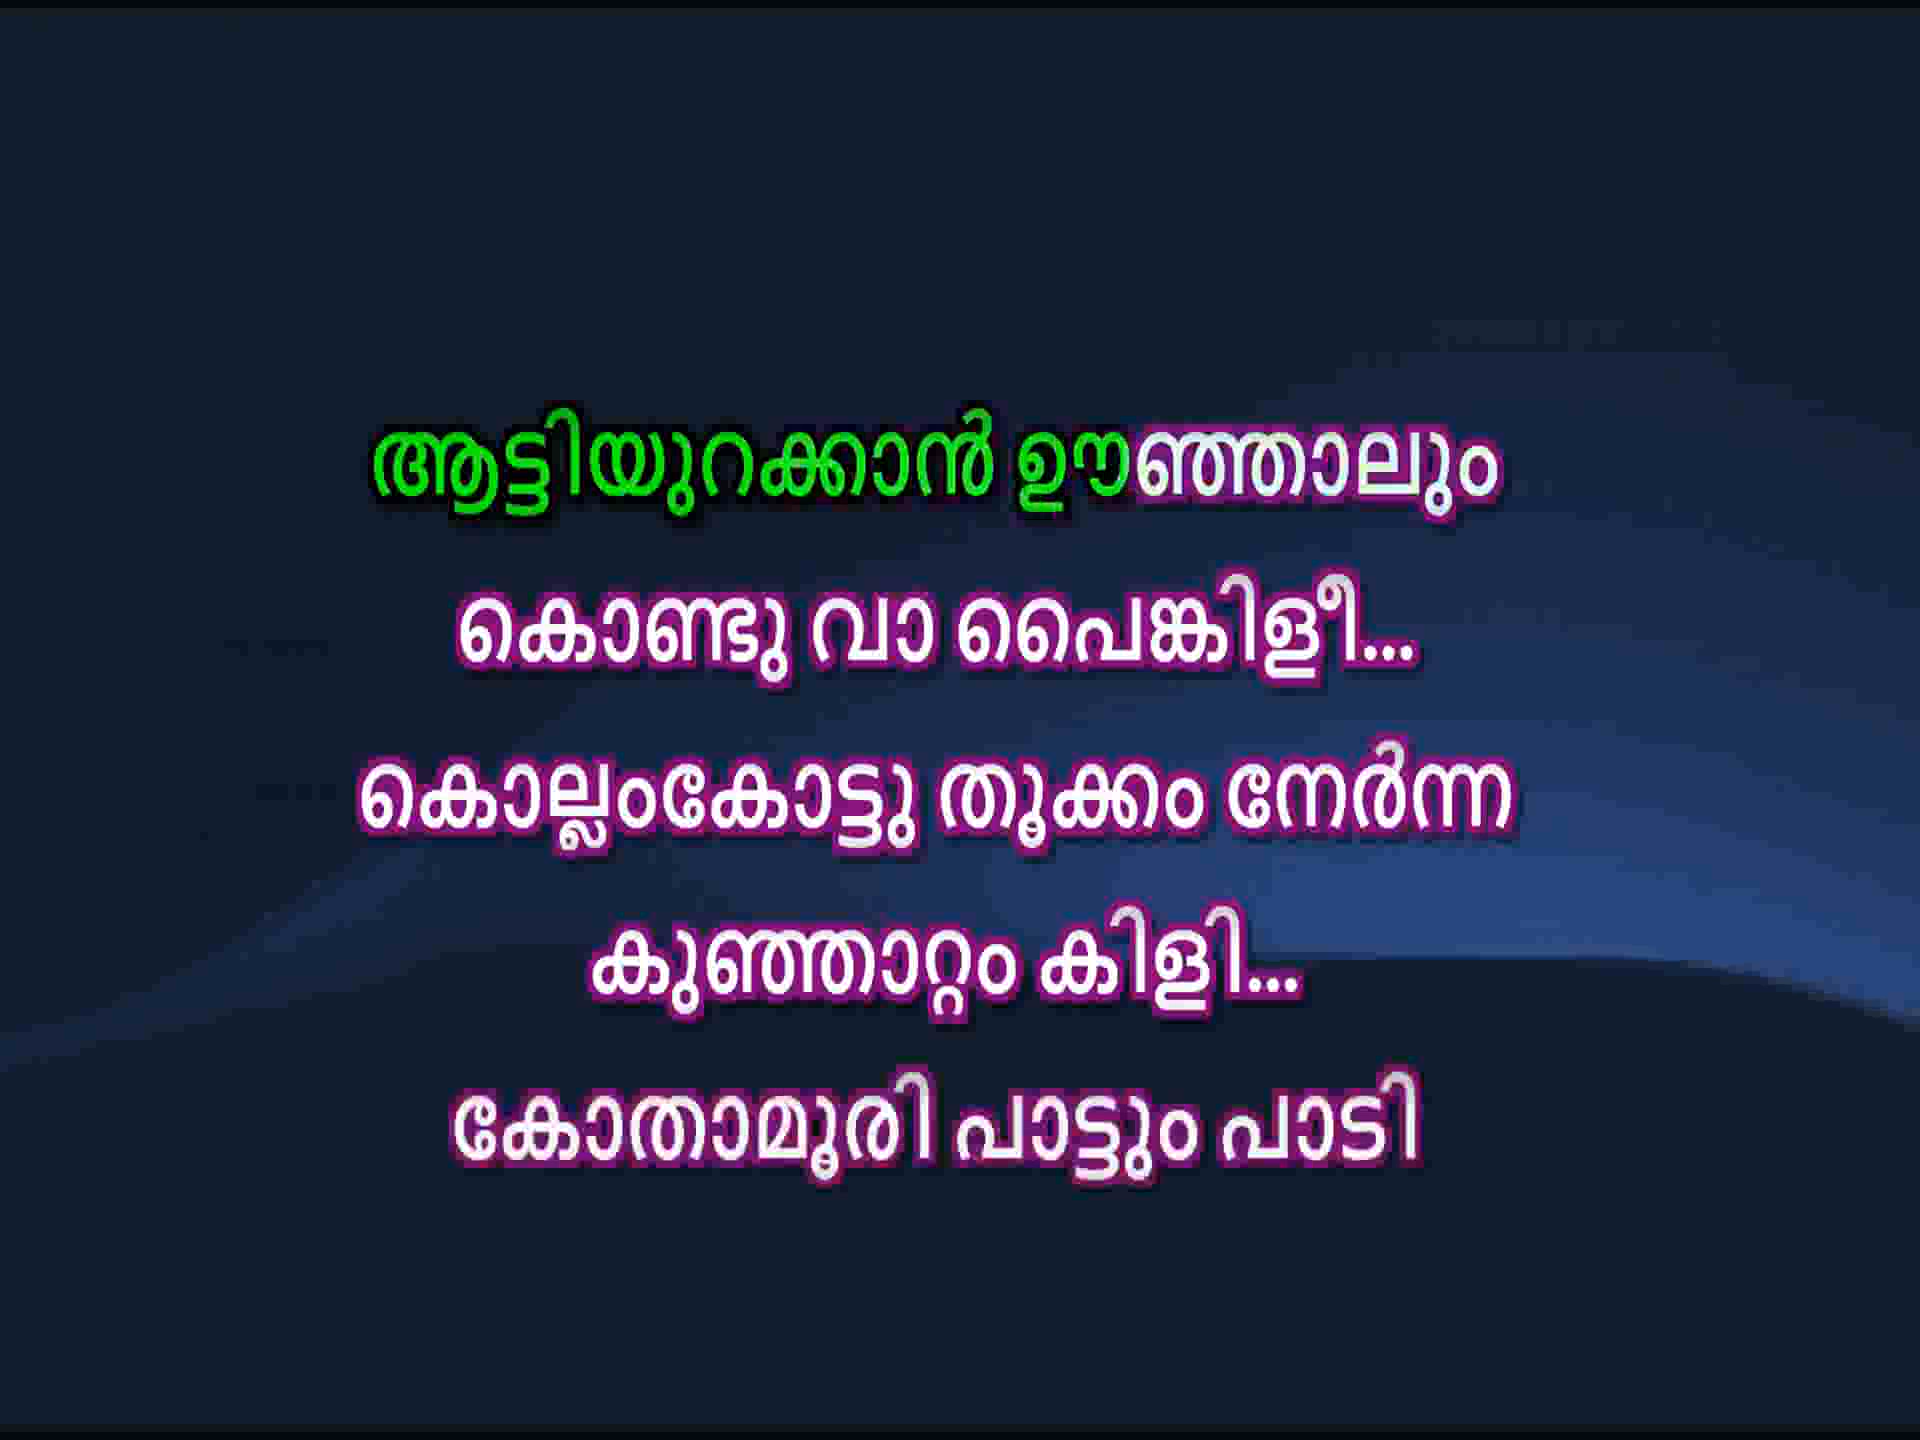 ആട്ടിയുറക്കാൻ ഊഞ്ഞാലും
കൊണ്ടു വാ പൈങ്കിളീ...
കൊല്ലംകോട്ടു തൂക്കം നേർന്ന
കുഞ്ഞാറ്റം കിളി...
കോതാമൂരി പാട്ടും പാടി